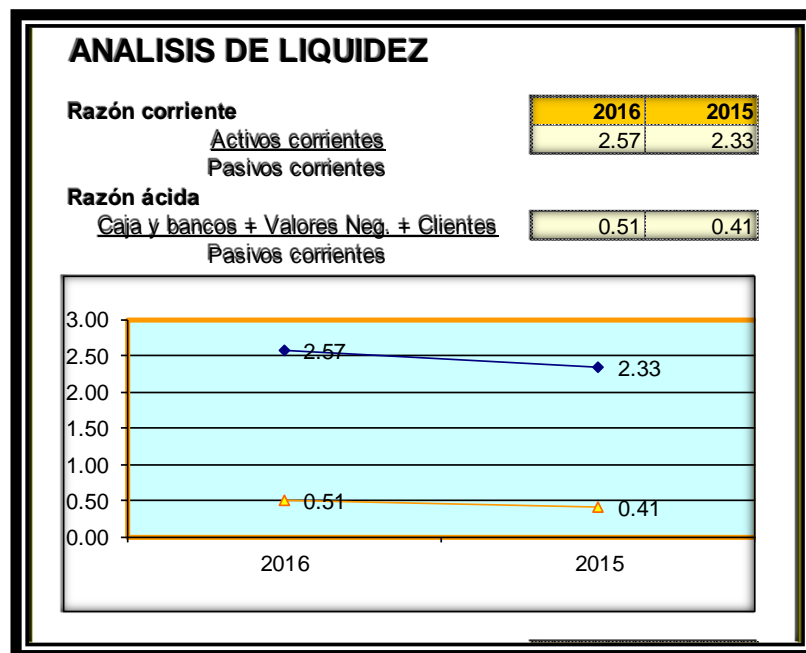 ANALISIS DE LIQUIDEZ
Razón corriente 2016 2015
Activos corrientes 2.57 2.33
Pasivos corrientes
Razón ácida
Caja y bancos + Valores Neg. + Clientes 0.51 0.41
Pasivos corrientes
3.00
2.50 2.57 2.33
2.00
1.50
1.00
0.50 0.51 0.41
0.00
2016 2015